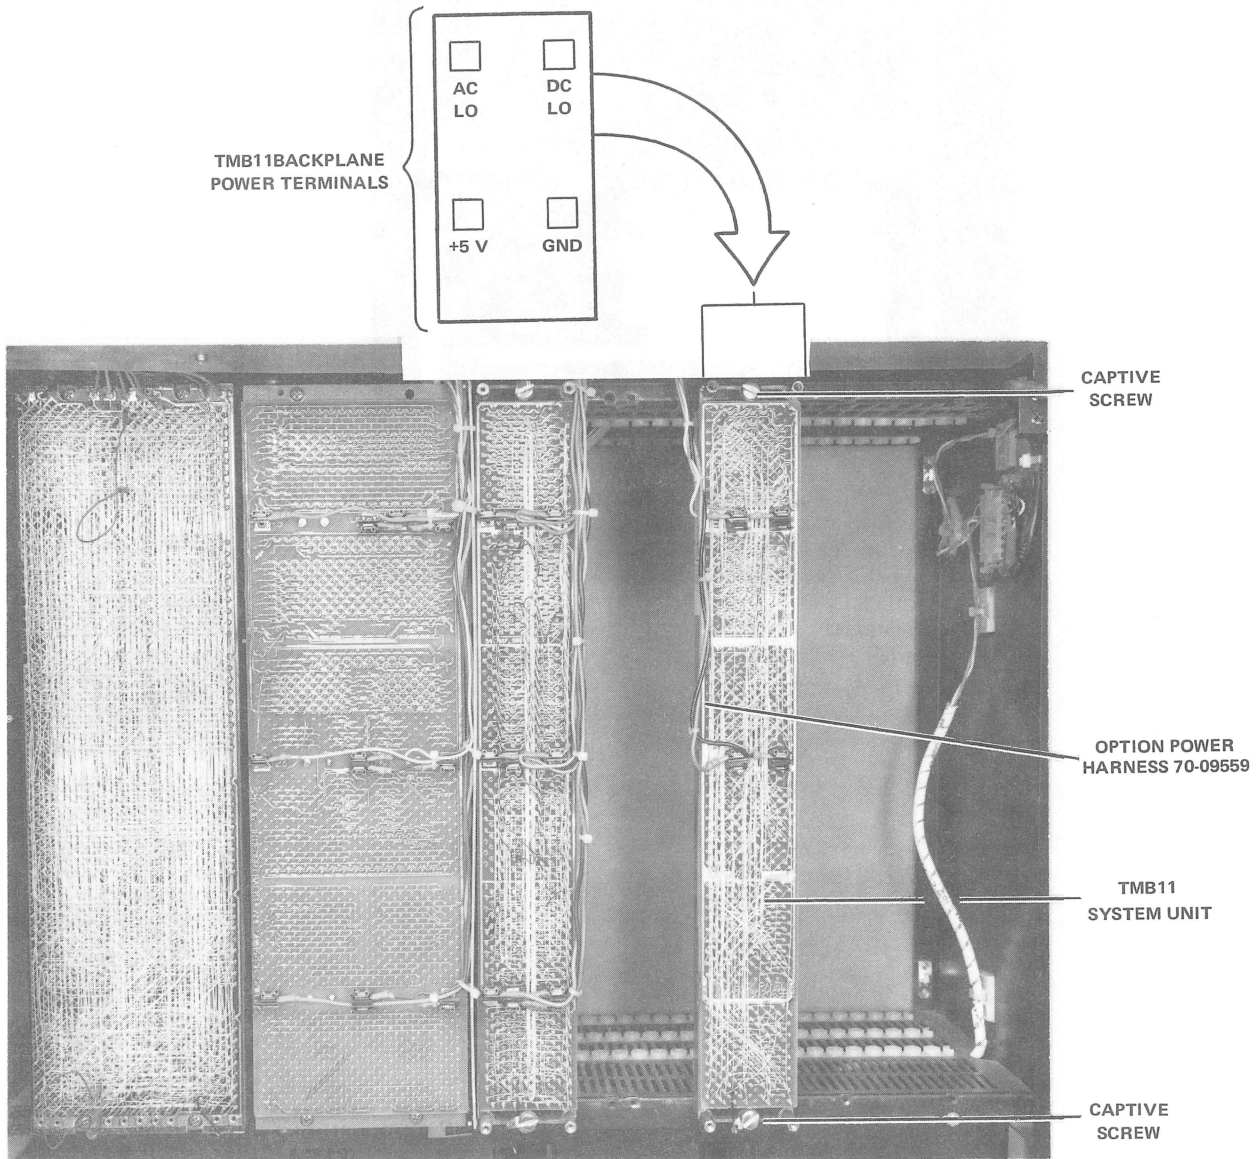 AC
LO
DC
LO
TMB11BACKPLANE
POWER TERMINALS
+5 V
GND
CAPTIVE
SCREW
OPTION POWER
HARNESS 70-09559
TMB11
SYSTEM UNIT
CAPTIVE
SCREW